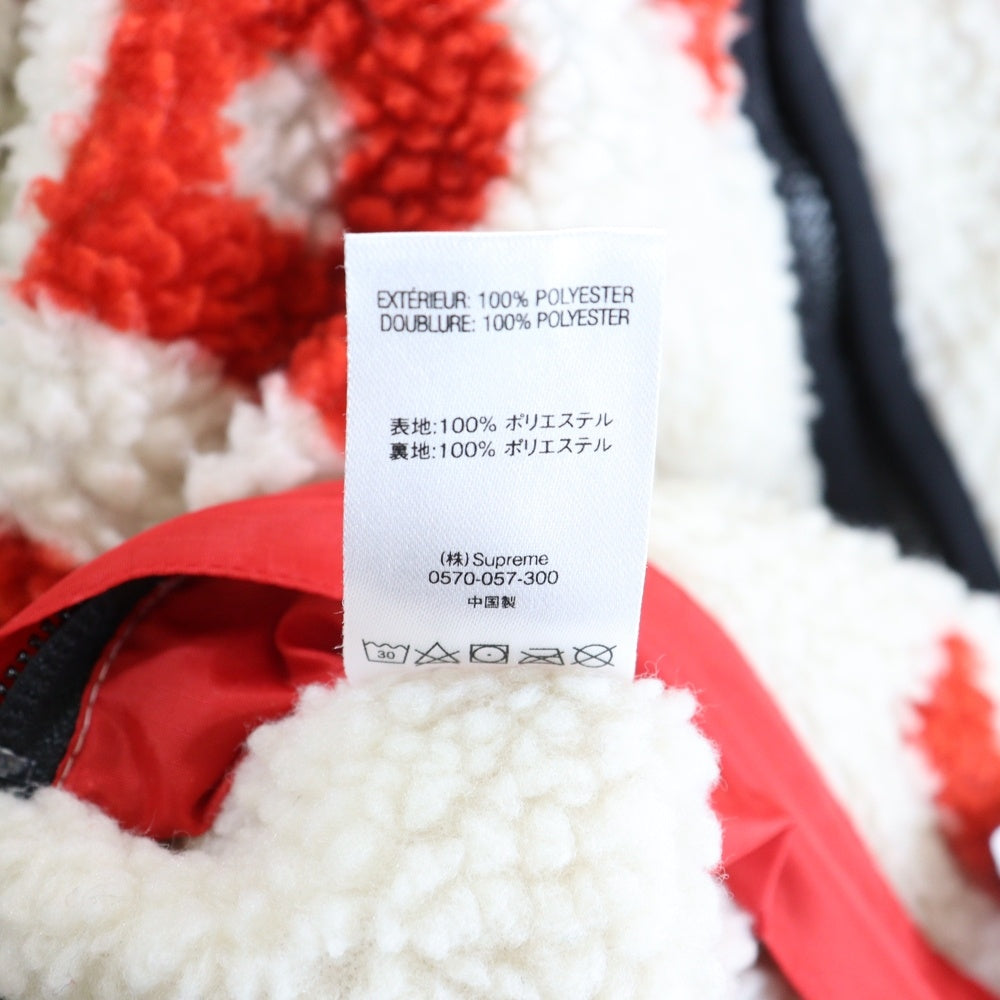 EXTÉRIEUR: 100% POLYESTER
DOUBLURE: 100% POLYESTER
表地:100% ポリエステル
裏地:100% ポリエステル
(株)Supreme
0570-057-300
中国製
30